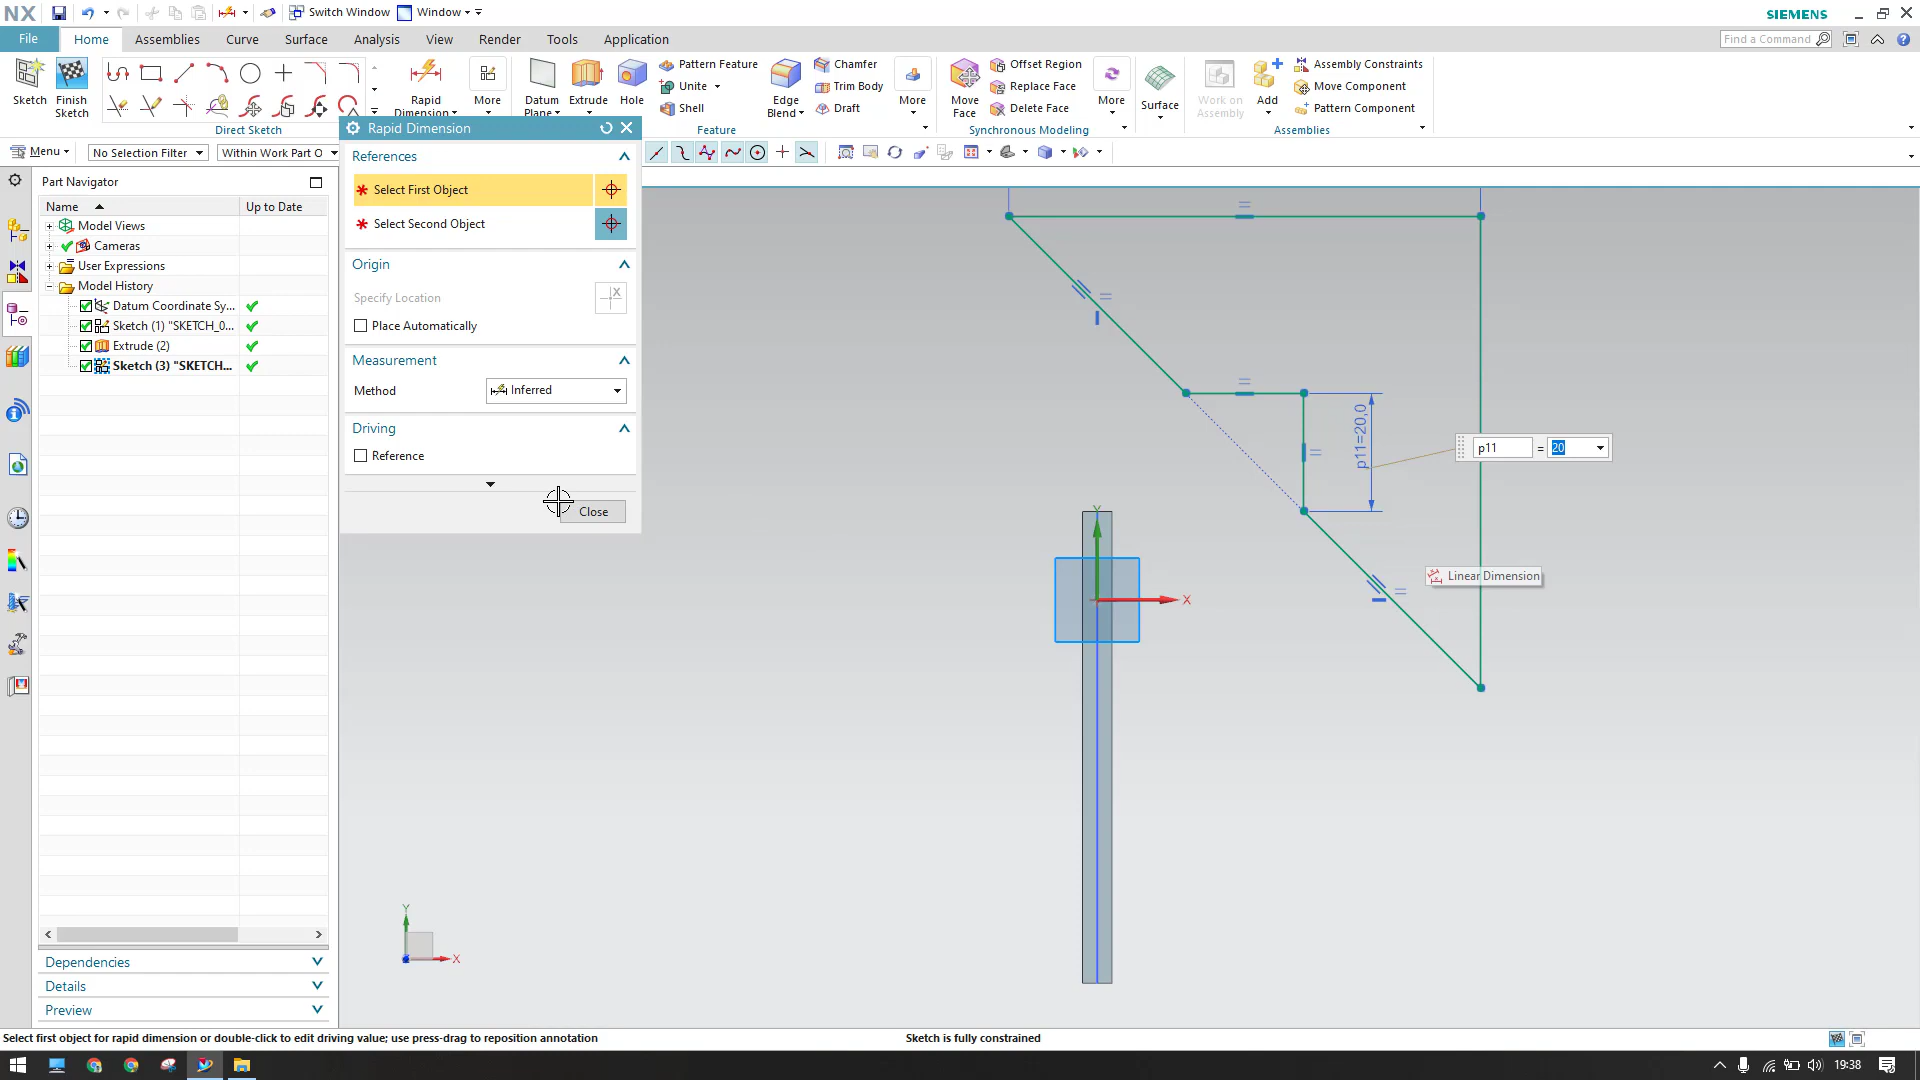 NX
Switch Window
Window
SIEMENS
File
Home
Assemblies
Curve
Surface
Analysis
View
Render
Tools
Application
Find a Command
Sketch
Finish
Sketch
Direct Sketch
Rapid
Dimension
More
Datum
Plane
Extrude
Hole
Pattern Feature
Unite
Shell
Edge
Blend
Chamfer
Trim Body
Draft
More
Feature
Move
Face
Offset Region
Replace Face
Delete Face
More
Synchronous Modeling
Surface
Work on
Assembly
Add
Assembly Constraints
Move Component
Pattern Component
Assemblies
Menu
No Selection Filter
Within Work Part O
Part Navigator
Name
Up to Date
Model Views
Cameras
User Expressions
Model History
Datum Coordinate Sy...
Sketch (1) "SKETCH_0...
Extrude (2)
Sketch (3) "SKETCH...
Dependencies
Details
Preview
Rapid Dimension
References
Select First Object
Select Second Object
Origin
Specify Location
Place Automatically
Measurement
Method
Inferred
Driving
Reference
Close
p11=20,0
p11
=
20
Linear Dimension
Y
X
Y
X
Select first object for rapid dimension or double-click to edit driving value; use press-drag to reposition annotation
Sketch is fully constrained
19:38